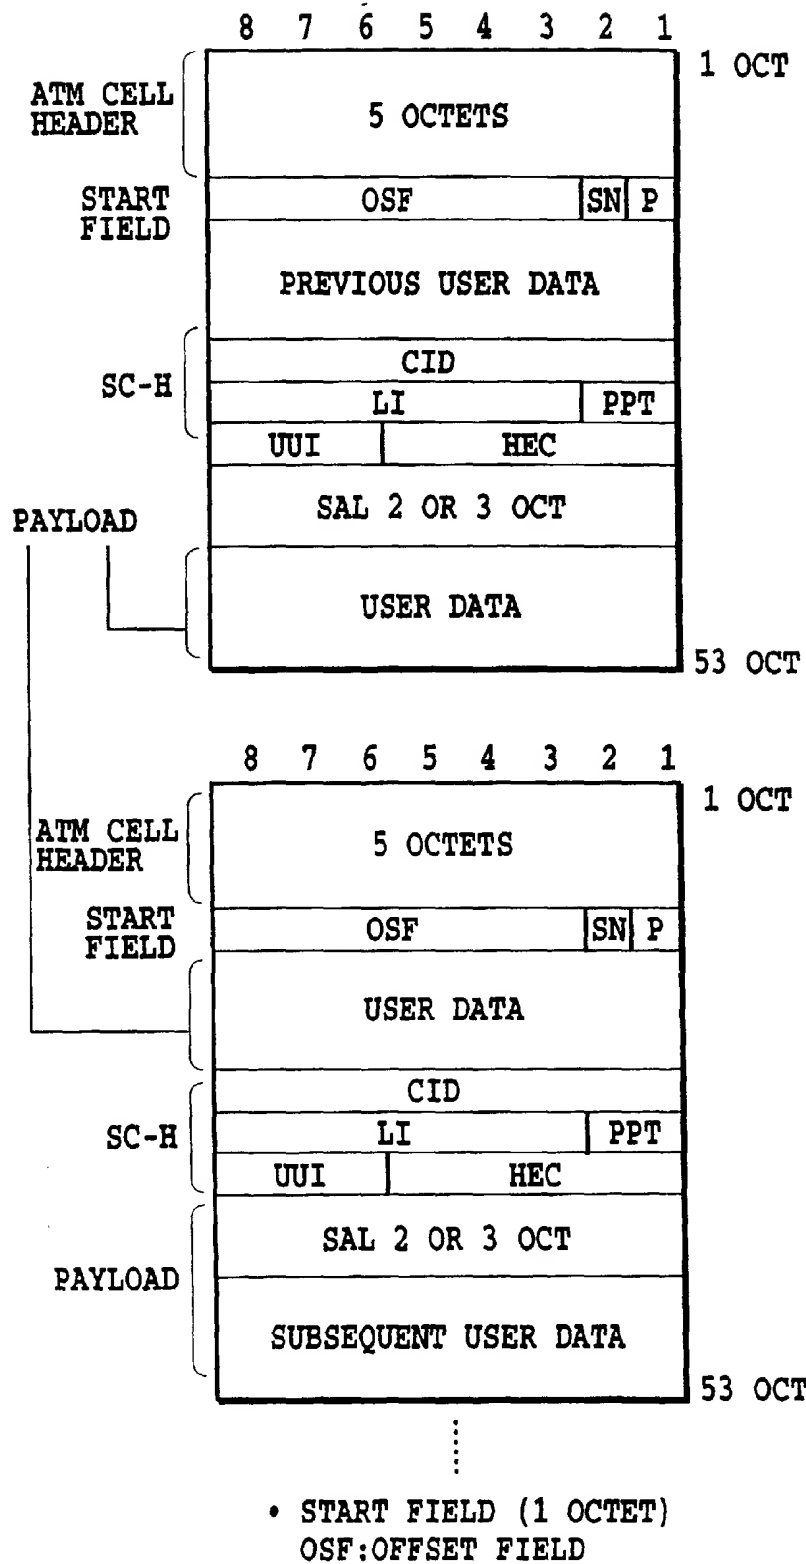 8 7 6 5 4 3 2 1
1 OCT
ATM CELL
HEADER
5 OCTETS
START
FIELD
OSF SN P
PREVIOUS USER DATA
SC-H
CID
LI PPT
UUI HEC
SAL 2 OR 3 OCT
PAYLOAD
USER DATA
53 OCT
8 7 6 5 4 3 2 1
1 OCT
ATM CELL
HEADER
5 OCTETS
START
FIELD
OSF SN P
USER DATA
SC-H
CID
LI PPT
UUI HEC
SAL 2 OR 3 OCT
PAYLOAD
SUBSEQUENT USER DATA
53 OCT
• START FIELD (1 OCTET)
OSF:OFFSET FIELD